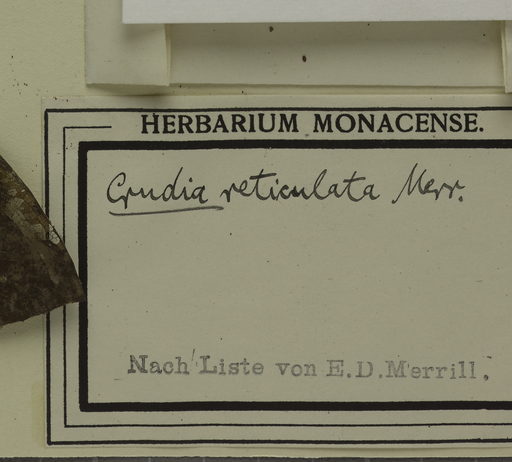 HERBARIUM MONACENSE.
Crudia reticulata Merr.
Nach Liste von E.D.Merrill.